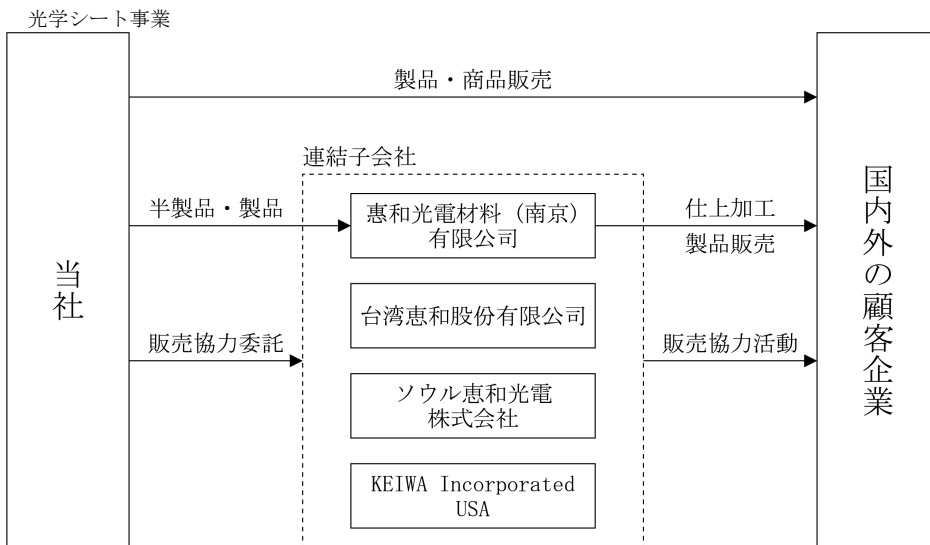 光学シート事業
製品・商品販売
連結子会社
半製品・製品
惠和光電材料（南京）
有限公司
仕上加工
製品販売
当社
国内外の顧客企業
台湾恵和股份有限公司
販売協力委託
販売協力活動
ソウル恵和光電
株式会社
KEIWA Incorporated
USA